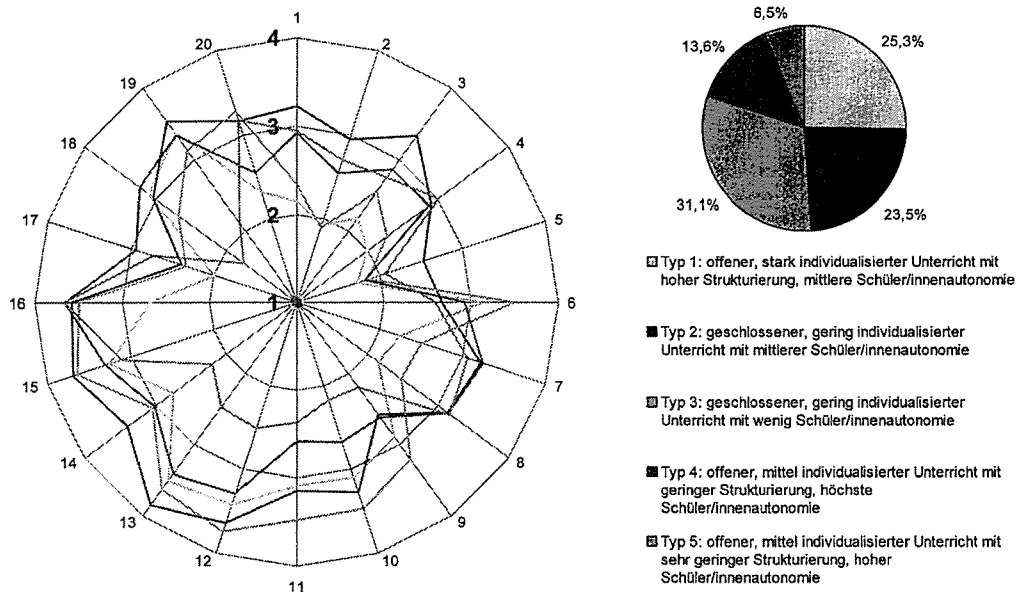 1
2
3
4
5
6
7
8
9
10
11
12
13
14
15
16
17
18
19
20
4
3
2
1
6,5%
13,6%
25,3%
31,1%
23,5%
Typ 1: offener, stark individualisierter Unterricht mit
hoher Strukturierung, mittlere Schüler/innenautonomie
Typ 2: geschlossener, gering individualisierter
Unterricht mit mittlerer Schüler/innenautonomie
Typ 3: geschlossener, gering individualisierter
Unterricht mit wenig Schüler/innenautonomie
Typ 4: offener, mittel individualisierter Unterricht mit
geringer Strukturierung, höchste
Schüler/innenautonomie
Typ 5: offener, mittel individualisierter Unterricht mit
sehr geringer Strukturierung, hoher
Schüler/innenautonomie